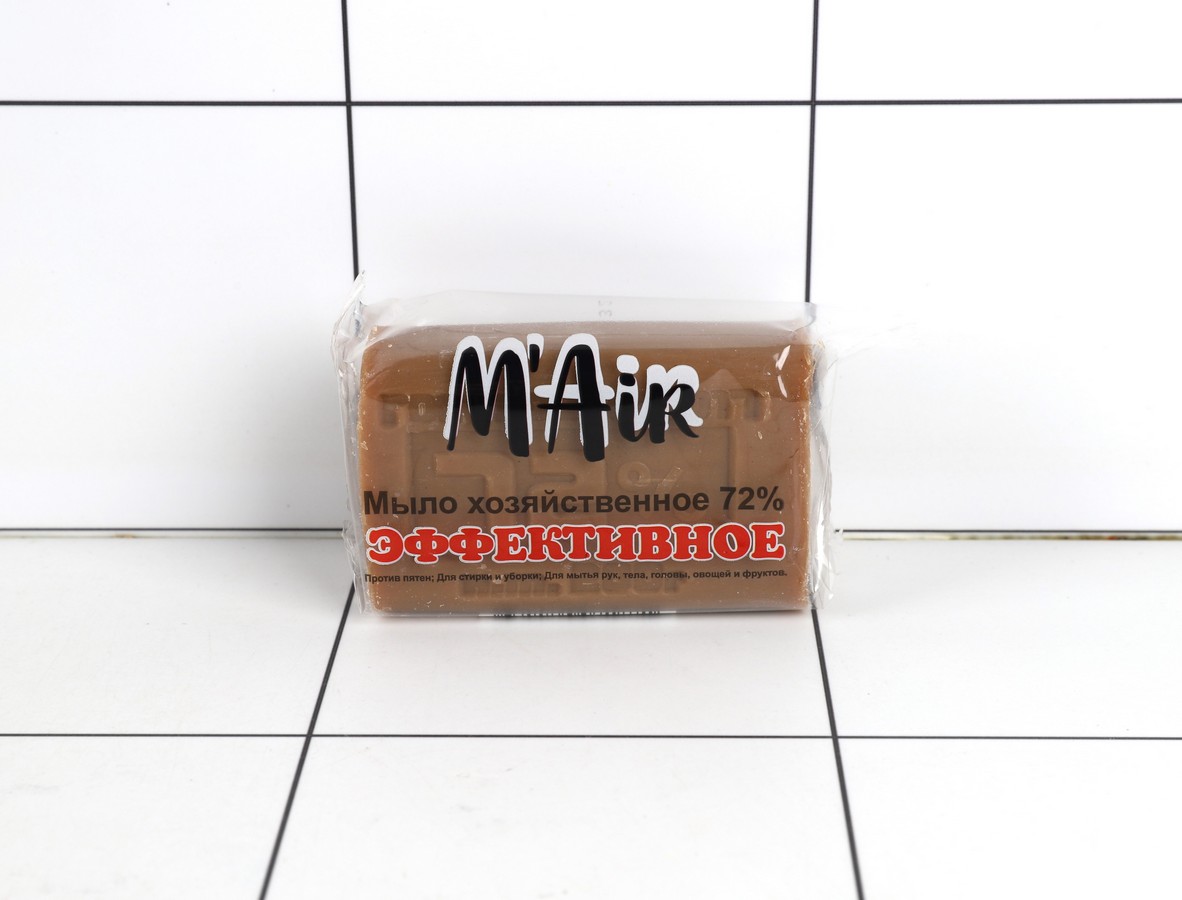 M'Air
Мыло хозяйственное 72%
ЭФФЕКТИВНОЕ
Против пятен; Для стирки и уборки; Для мытья рук, тела, головы, овощей и фруктов.